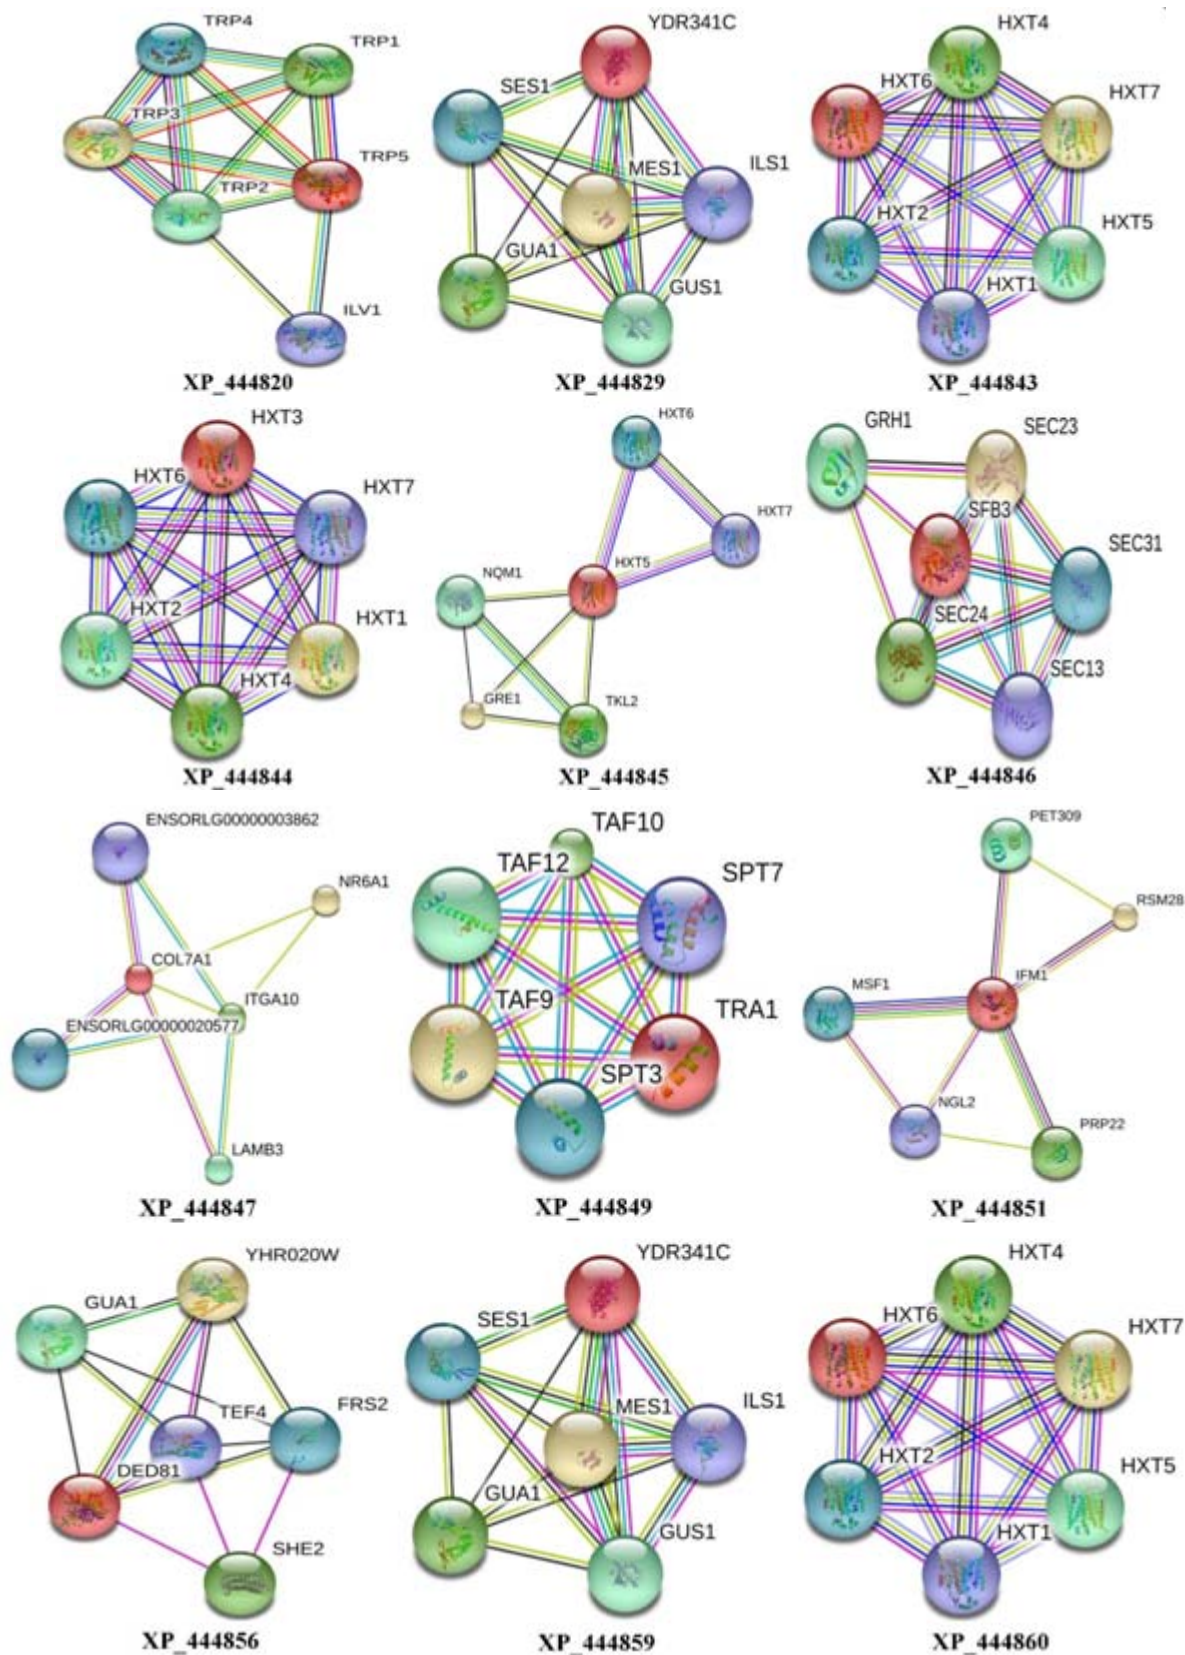 TRP4
TRP1
TRP3
TRP5
TRP2
ILV1
XP_444820
YDR341C
SES1
MES1
ILS1
GUA1
GUS1
XP_444829
HXT4
HXT6
HXT7
HXT2
HXT5
HXT1
XP_444843
HXT3
HXT6
HXT7
HXT2
HXT1
HXT4
XP_444844
HXT6
HXT7
HXT5
NQM1
GRE1
TKL2
XP_444845
GRH1
SEC23
SFB3
SEC31
SEC24
SEC13
XP_444846
ENSORLG00000003862
NR6A1
COL7A1
ITGA10
ENSORLG00000020577
LAMB3
XP_444847
TAF10
TAF12
SPT7
TAF9
TRA1
SPT3
XP_444849
PET309
RSM28
IFM1
MSF1
NGL2
PRP22
XP_444851
YHR020W
GUA1
TEF4
FRS2
DED81
SHE2
XP_444856
YDR341C
SES1
MES1
ILS1
GUA1
GUS1
XP_444859
HXT4
HXT6
HXT7
HXT2
HXT5
HXT1
XP_444860